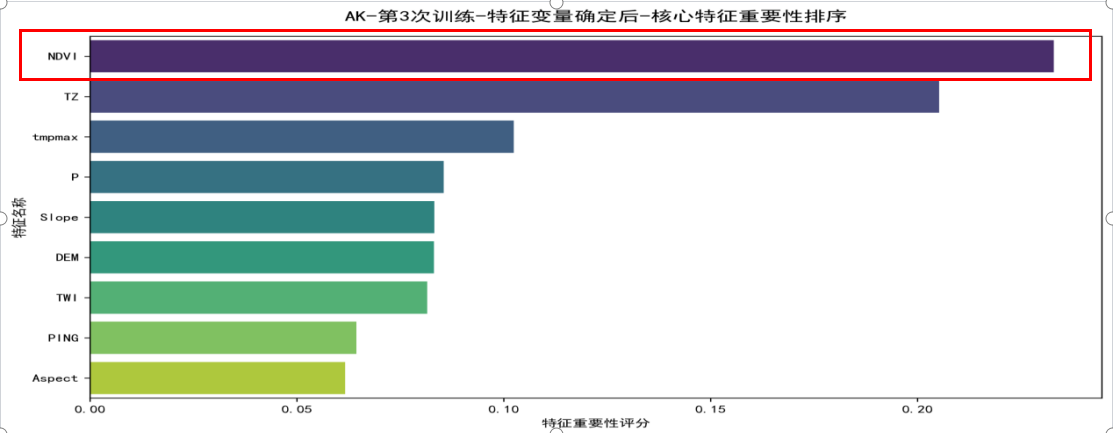 AK-第3次训练-特征变量确定后-核心特征重要性排序
NDVI
TZ
tmpmax
P
Slope
DEM
TWI
PING
Aspect
特征名称
0.00 0.05 0.10 0.15 0.20
特征重要性评分